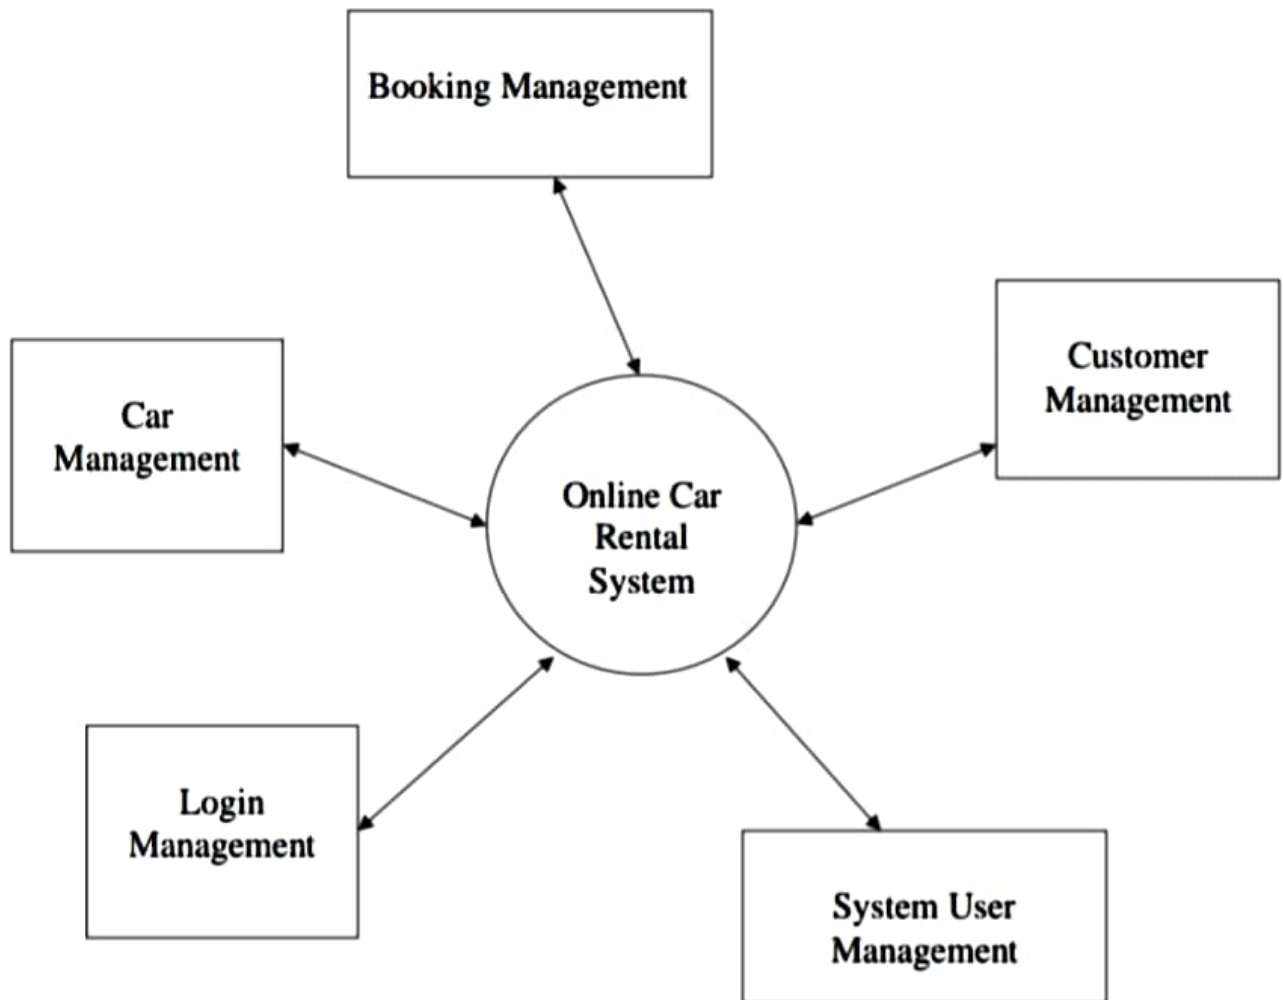 Booking Management
Customer
Management
Car
Management
Online Car
Rental
System
Login
Management
System User
Management